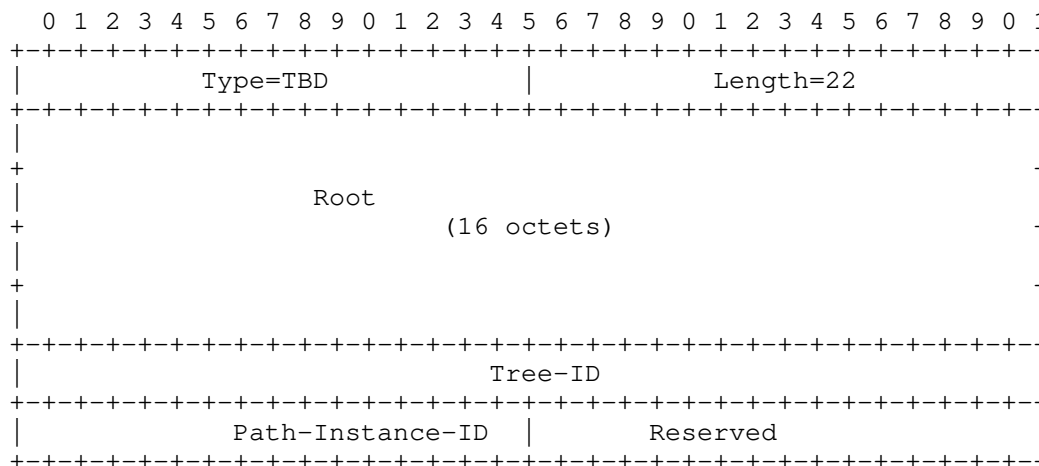 0 1 2 3 4 5 6 7 8 9 0 1 2 3 4 5 6 7 8 9 0 1 2 3 4 5 6 7 8 9 0 1
+-+-+-+-+-+-+-+-+-+-+-+-+-+-+-+-+-+-+-+-+-+-+-+-+-+-+-+-+-+-+-+-+-
| Type=TBD | Length=22
+-+-+-+-+-+-+-+-+-+-+-+-+-+-+-+-+-+-+-+-+-+-+-+-+-+-+-+-+-+-+-+-+-
|
+ -
| Root
+ (16 octets) -
|
+ -
|
+-+-+-+-+-+-+-+-+-+-+-+-+-+-+-+-+-+-+-+-+-+-+-+-+-+-+-+-+-+-+-+-+-
| Tree-ID
+-+-+-+-+-+-+-+-+-+-+-+-+-+-+-+-+-+-+-+-+-+-+-+-+-+-+-+-+-+-+-+-+-
| Path-Instance-ID | Reserved
+-+-+-+-+-+-+-+-+-+-+-+-+-+-+-+-+-+-+-+-+-+-+-+-+-+-+-+-+-+-+-+-+-